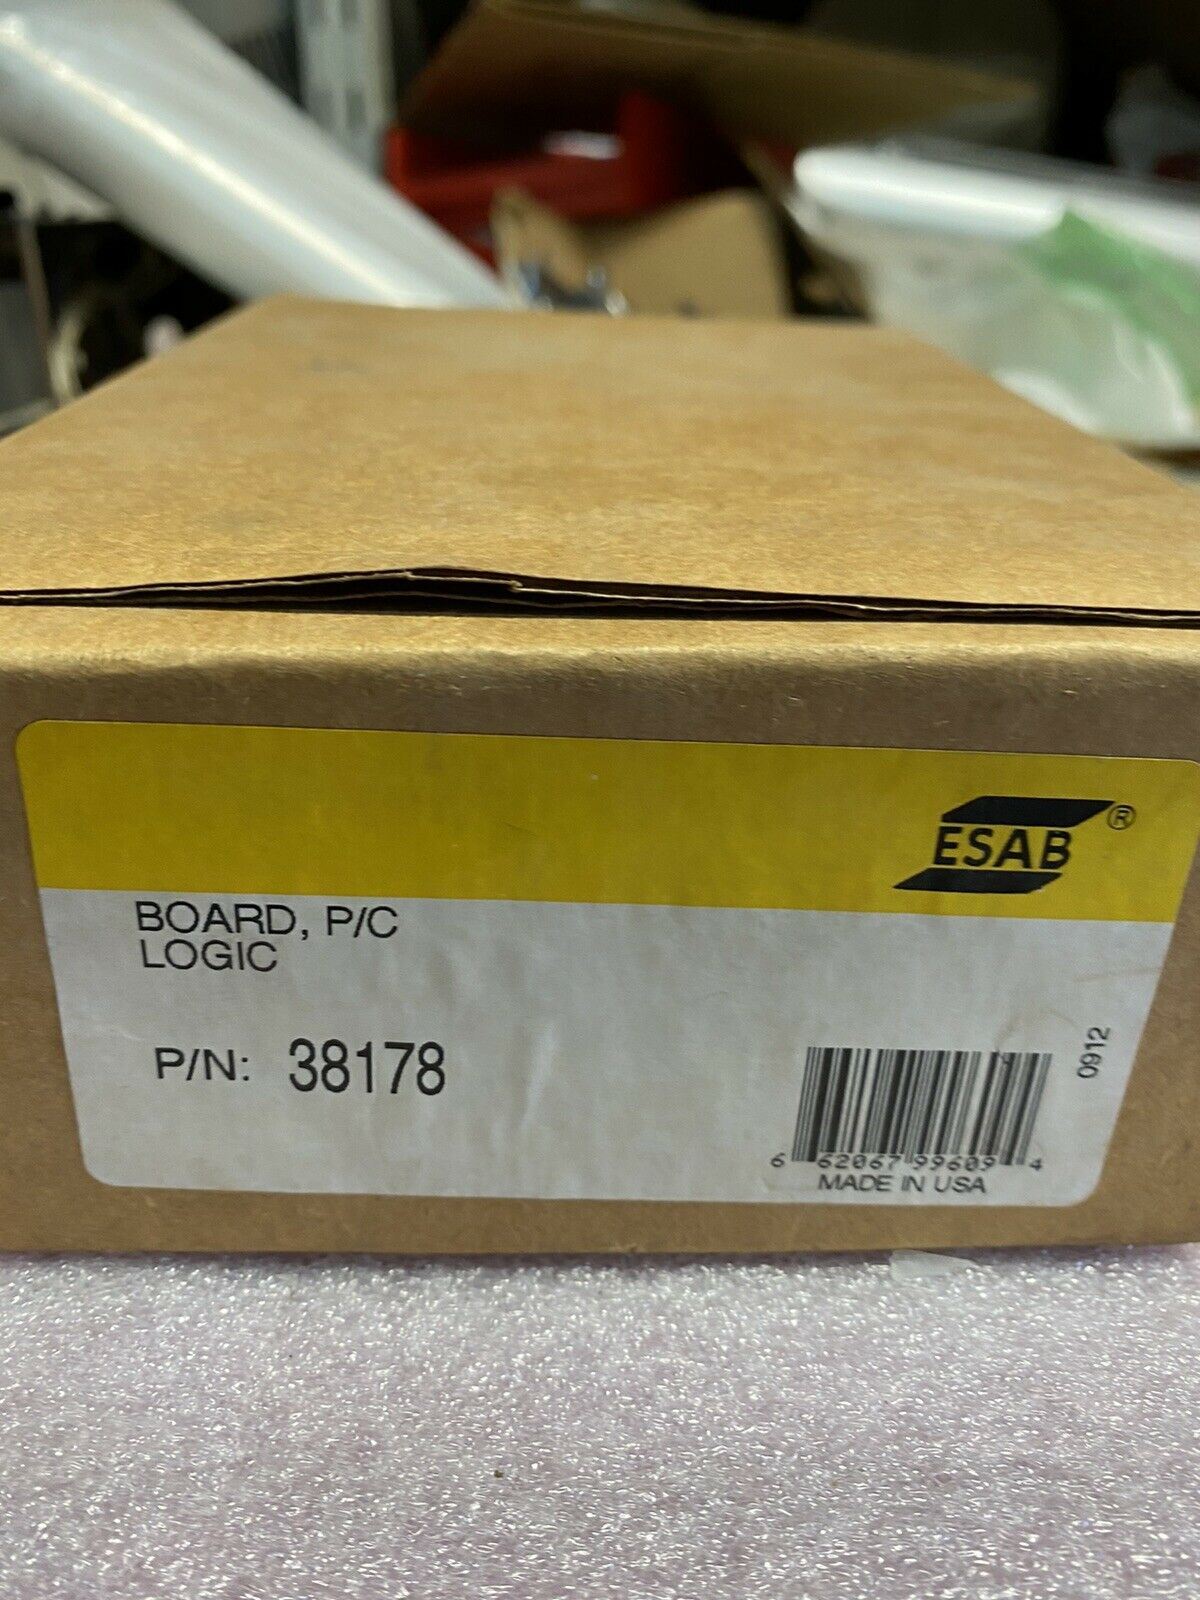 ESAB®
BOARD, P/C
LOGIC
P/N: 38178
0912
6 62067 99609 4
MADE IN USA